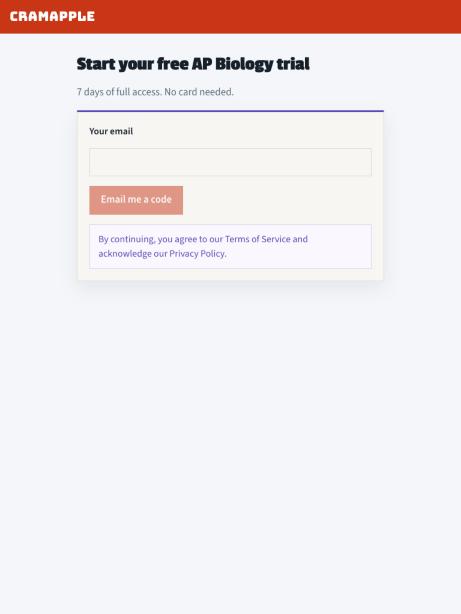 CRAMAPPLE
Start your free AP Biology trial
7 days of full access. No card needed.
Your email
Email me a code
By continuing, you agree to our Terms of Service and
acknowledge our Privacy Policy.